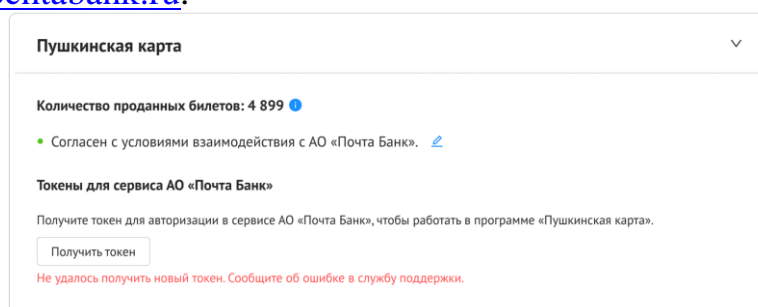 Пушкинская карта
Количество проданных билетов: 4 899
Согласен с условиями взаимодействия с АО «Почта Банк».
Токены для сервиса АО «Почта Банк»
Получите токен для авторизации в сервисе АО «Почта Банк», чтобы работать в программе «Пушкинская карта».
Получить токен
Не удалось получить новый токен. Сообщите об ошибке в службу поддержки.